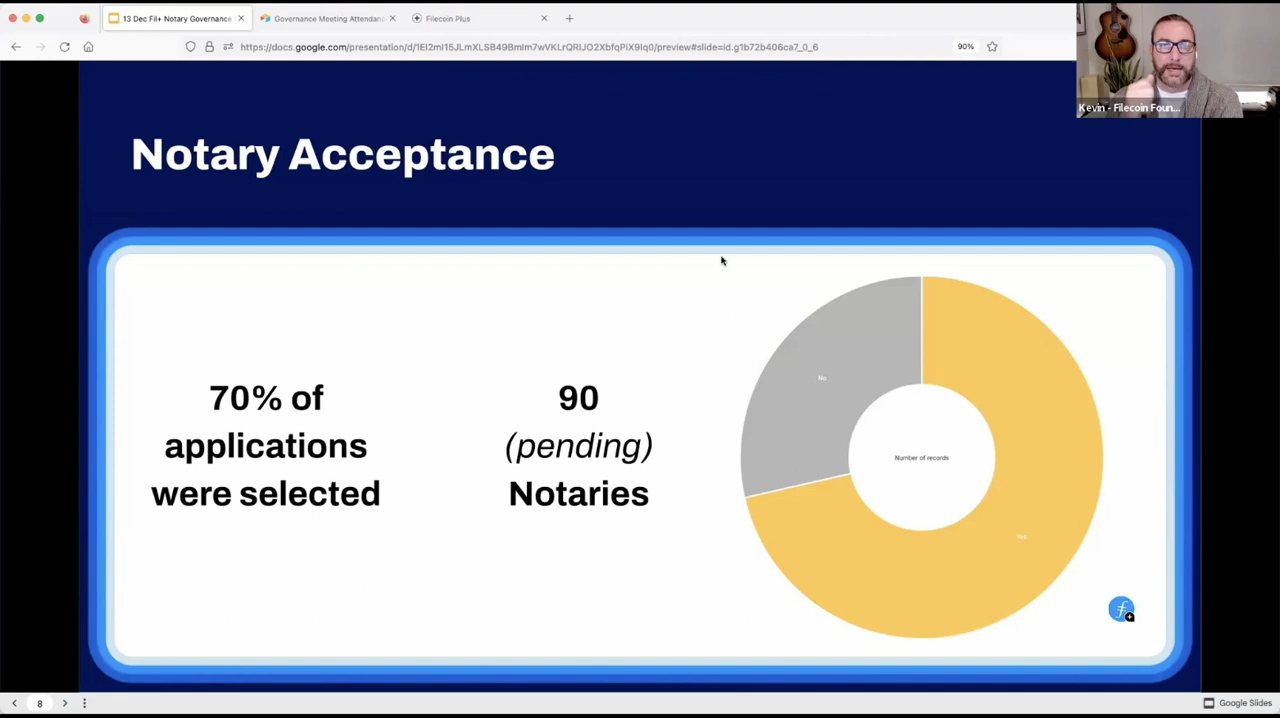 13 Dec Fil+ Notary Governance
Governance Meeting Attendanc
Filecoin Plus
https://docs.google.com/presentation/d/1EI2mI15JLmXLSB49BmIm7wVKLrQRIJO2XbfqPiX9Iq0/preview#slide=id.g1b72b406ca7_0_6
90%
Kevin - Filecoin Foun...
Notary Acceptance
70% of
applications
were selected
90
(pending)
Notaries
No
Number of records
Yes
8
Google Slides